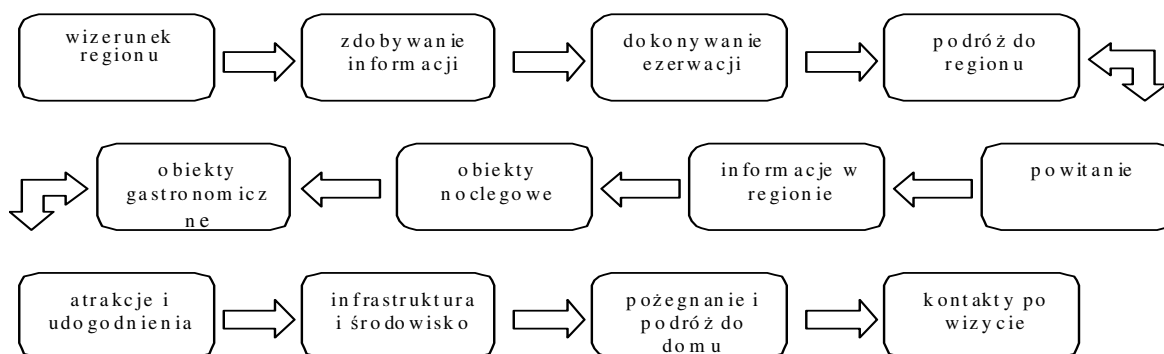 wizerunek
regionu
zdobywanie
informacji
dokonywanie
ezerwacji
podróż do
regionu
obiekty
gastronomicz
ne
obiekty
noclegowe
informacje w
regionie
powitanie
atrakcje i
udogodnienia
infrastruktura
i środowisko
pożegnanie i
podróż do
domu
kontakty po
wizycie